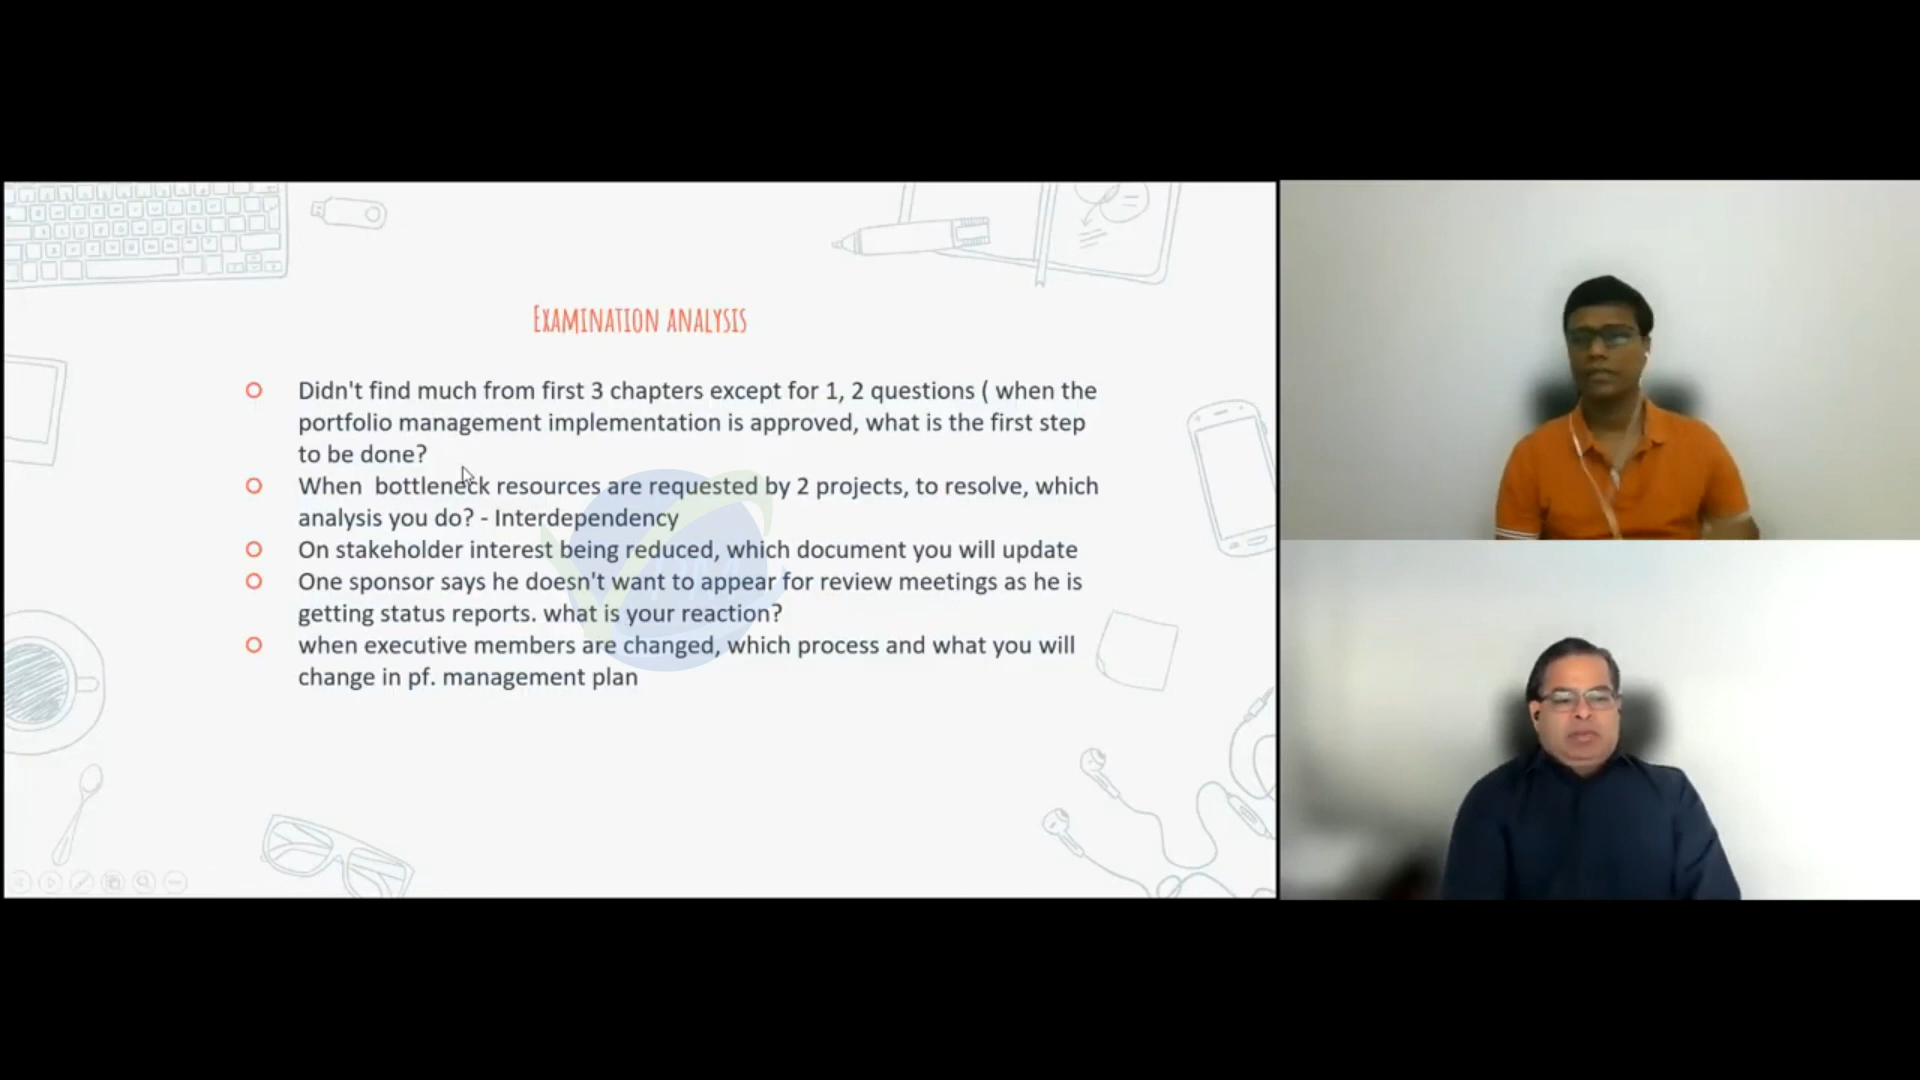 Examination analysis
Didn't find much from first 3 chapters except for 1, 2 questions ( when the
portfolio management implementation is approved, what is the first step
to be done?
When bottleneck resources are requested by 2 projects, to resolve, which
analysis you do? - Interdependency
On stakeholder interest being reduced, which document you will update
One sponsor says he doesn't want to appear for review meetings as he is
getting status reports. what is your reaction?
when executive members are changed, which process and what you will
change in pf. management plan